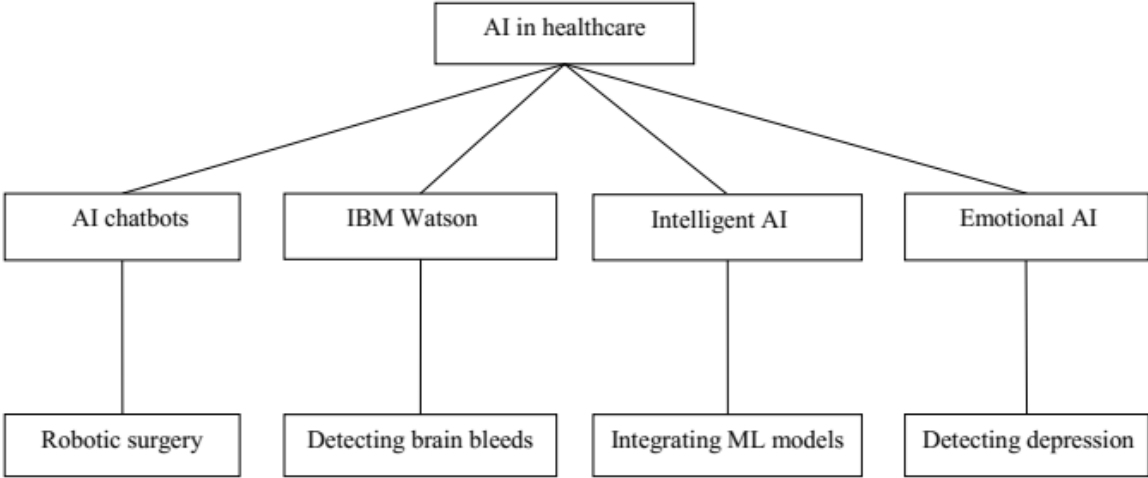 AI in healthcare
AI chatbots
IBM Watson
Intelligent AI
Emotional AI
Robotic surgery
Detecting brain bleeds
Integrating ML models
Detecting depression